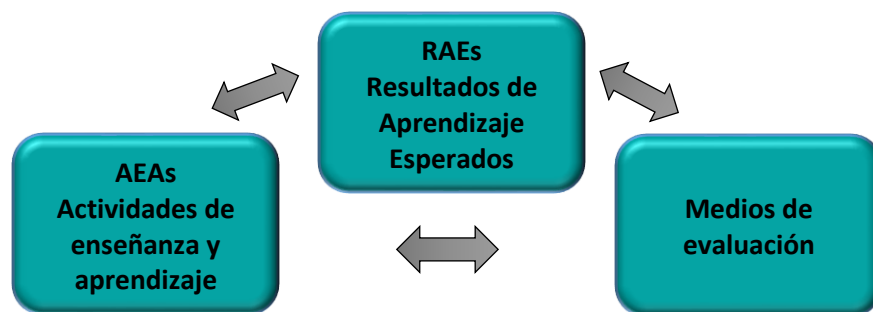 RAEs
Resultados de
Aprendizaje
Esperados
AEAs
Actividades de
enseñanza y
aprendizaje
Medios de
evaluación